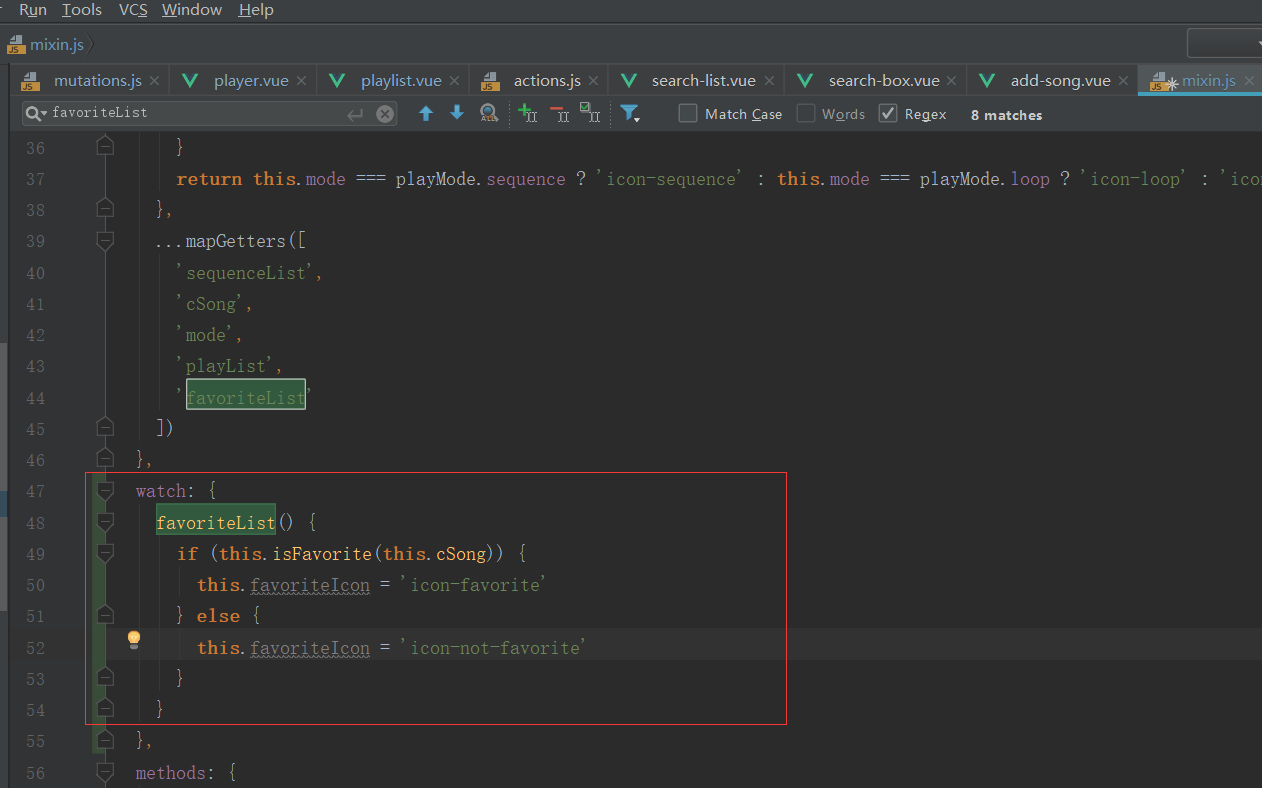 Run Tools VCS Window Help
mixin.js
mutations.js player.vue playlist.vue actions.js search-list.vue search-box.vue add-song.vue mixin.js
favoriteList Match Case Words Regex 8 matches
36 }
37 return this.mode === playMode.sequence ? 'icon-sequence' : this.mode === playMode.loop ? 'icon-loop' : 'icon
38 },
39 ...mapGetters([
40 'sequenceList',
41 'cSong',
42 'mode',
43 'playList',
44 'favoriteList'
45 ])
46 },
47 watch: {
48 favoriteList() {
49 if (this.isFavorite(this.cSong)) {
50 this.favoriteIcon = 'icon-favorite'
51 } else {
52 this.favoriteIcon = 'icon-not-favorite'
53 }
54 }
55 },
56 methods: {